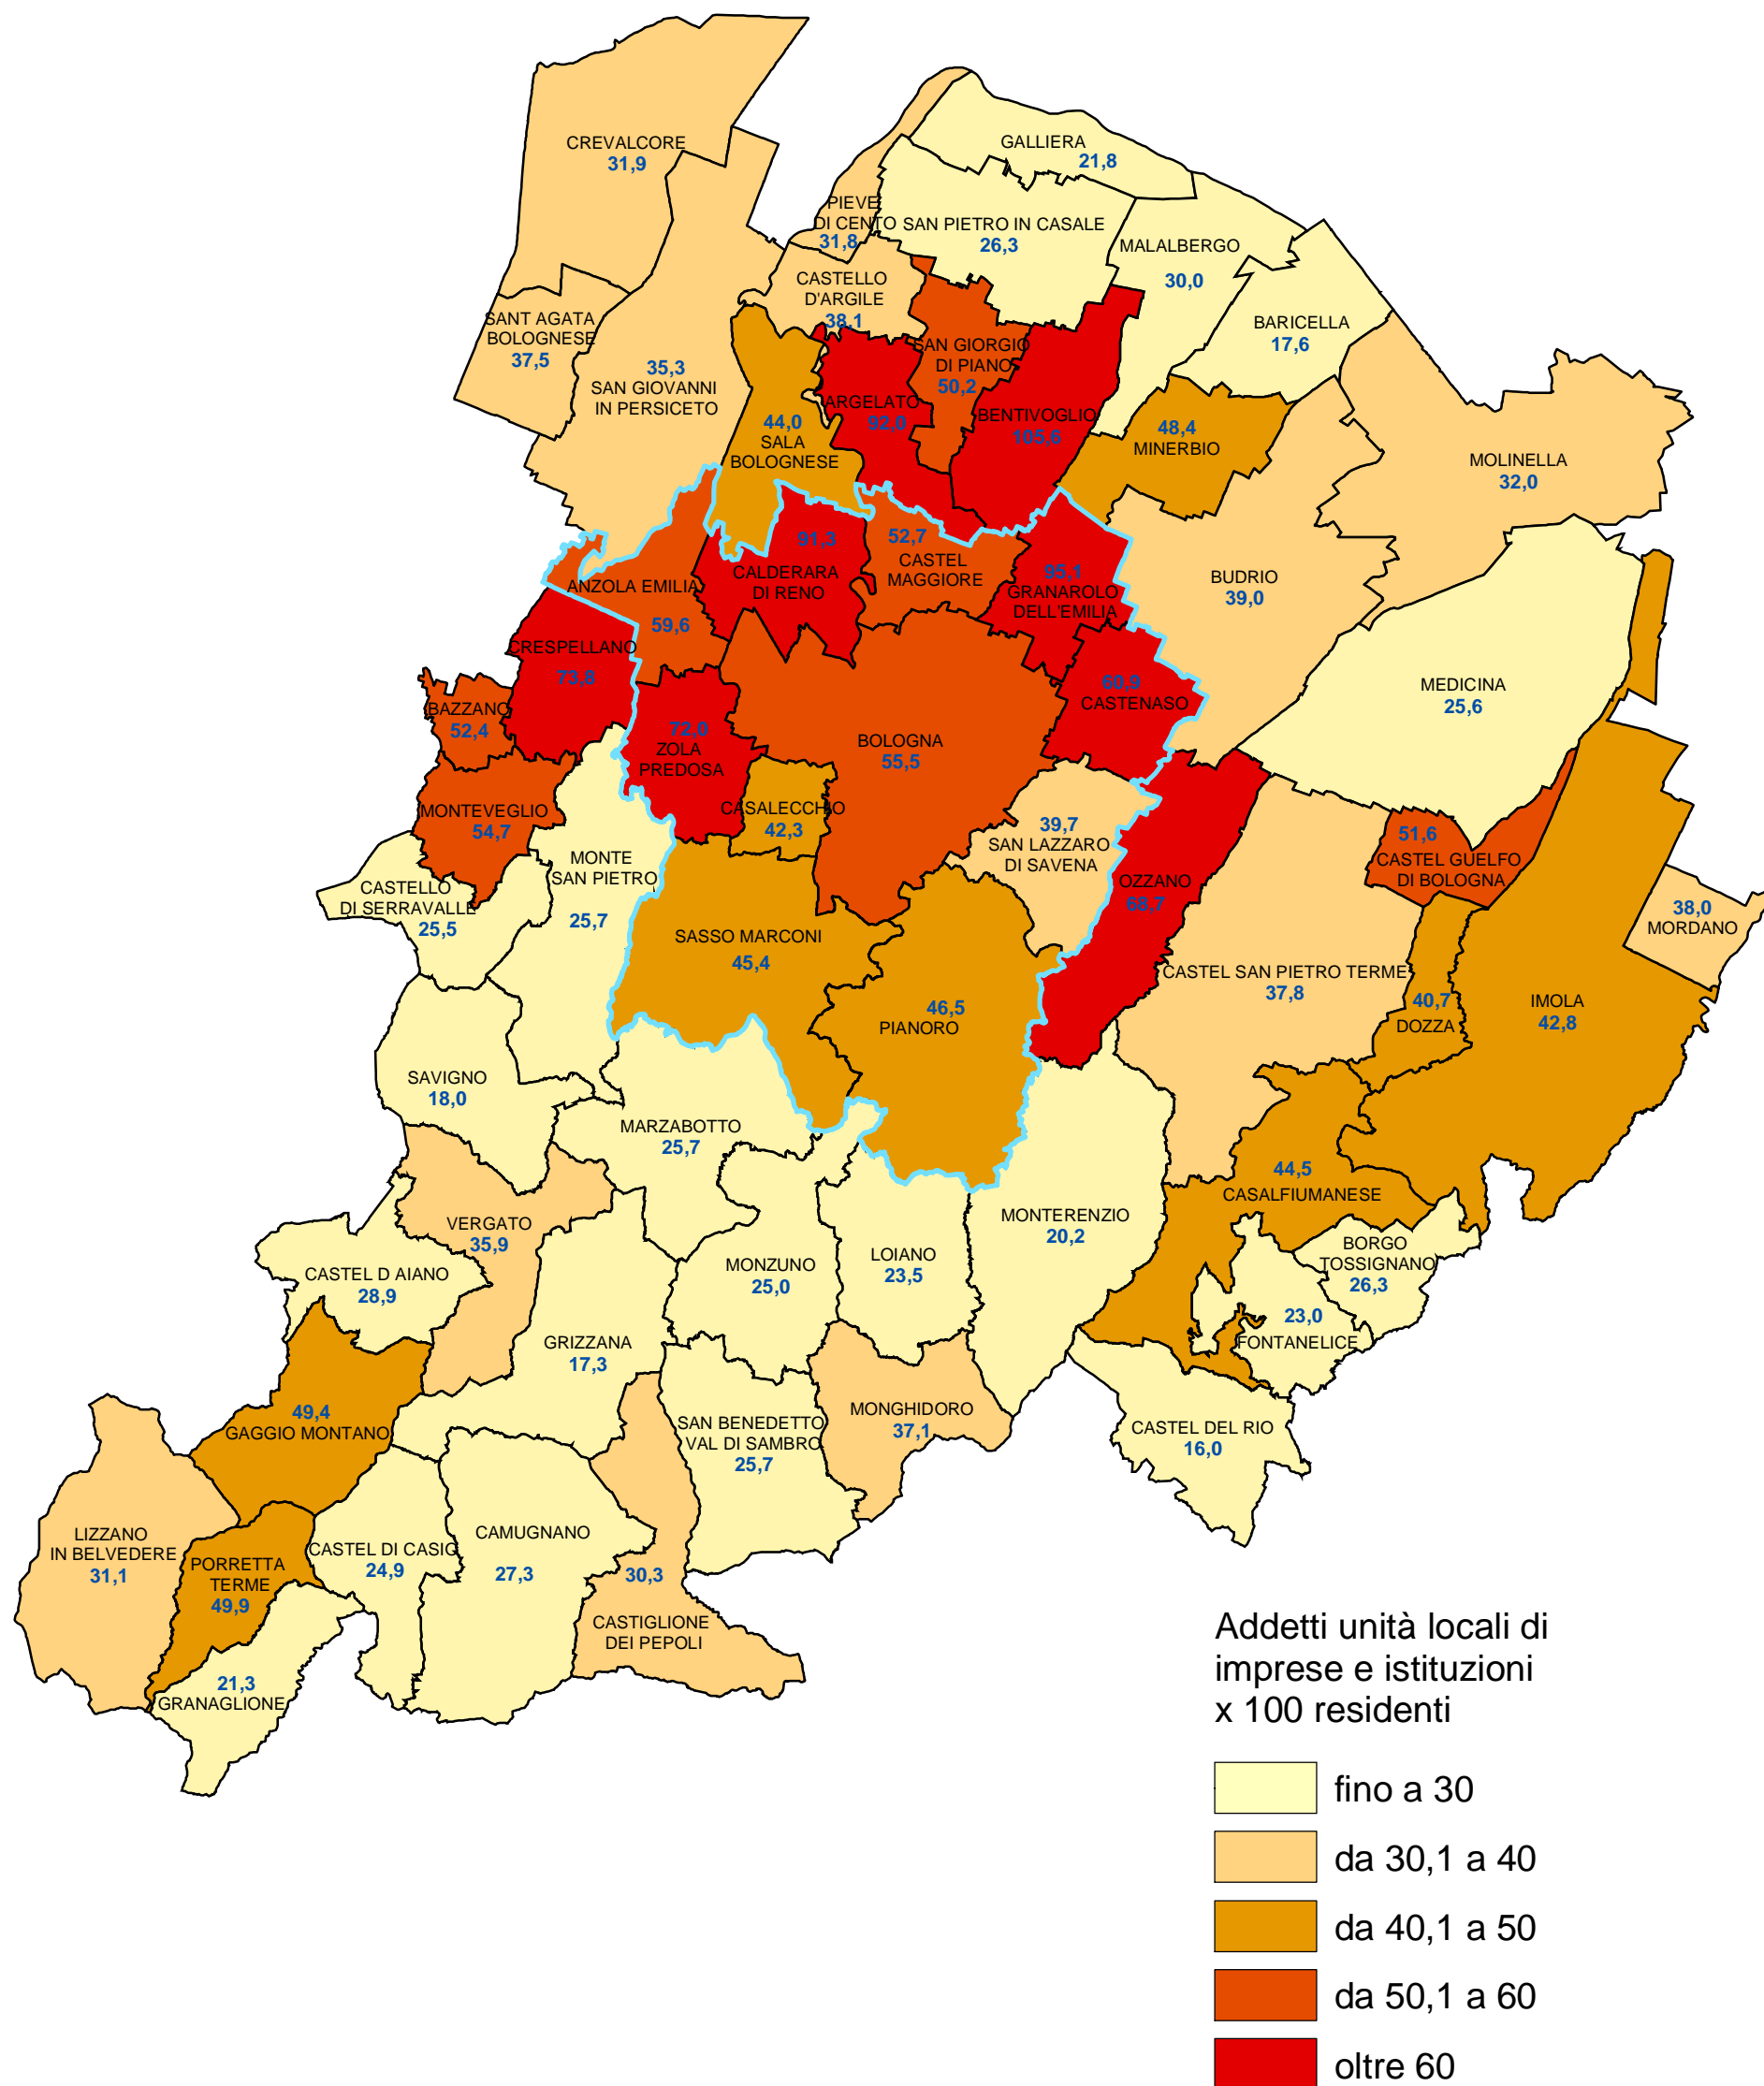 CREVALCORE
31,9
GALLIERA
21,8
PIEVE
DI CENTO
31,8
SAN PIETRO IN CASALE
26,3
MALALBERGO
30,0
CASTELLO
D'ARGILE
38,1
SANT AGATA
BOLOGNESE
37,5
35,3
SAN GIOVANNI
IN PERSICETO
BARICELLA
17,6
SAN GIORGIO
DI PIANO
50,2
ARGELATO
92,0
BENTIVOGLIO
105,6
44,0
SALA
BOLOGNESE
48,4
MINERBIO
MOLINELLA
32,0
52,7
CASTEL
MAGGIORE
91,3
CALDERARA
DI RENO
95,1
GRANAROLO
DELL'EMILIA
BUDRIO
39,0
ANZOLA EMILIA
59,6
CRESPELLANO
73,8
60,9
CASTENASO
MEDICINA
25,6
BAZZANO
52,4
72,0
ZOLA
PREDOSA
BOLOGNA
55,5
MONTEVEGLIO
54,7
CASALECCHIO
42,3
39,7
SAN LAZZARO
DI SAVENA
51,6
CASTEL GUELFO
DI BOLOGNA
MONTE
SAN PIETRO
25,7
CASTELLO
DI SERRAVALLE
25,5
OZZANO
68,7
38,0
MORDANO
SASSO MARCONI
45,4
CASTEL SAN PIETRO TERME
37,8
46,5
PIANORO
40,7
DOZZA
IMOLA
42,8
SAVIGNO
18,0
MARZABOTTO
25,7
44,5
CASALFIUMANESE
VERGATO
35,9
MONTERENZIO
20,2
BORGO
TOSSIGNANO
26,3
CASTEL D AIANO
28,9
MONZUNO
25,0
LOIANO
23,5
23,0
FONTANELICE
GRIZZANA
17,3
49,4
GAGGIO MONTANO
SAN BENEDETTO
VAL DI SAMBRO
25,7
MONGHIDORO
37,1
CASTEL DEL RIO
16,0
LIZZANO
IN BELVEDERE
31,1
PORRETTA
TERME
49,9
CASTEL DI CASIO
24,9
CAMUGNANO
27,3
30,3
CASTIGLIONE
DEI PEPOLI
21,3
GRANAGLIONE
Addetti unità locali di
imprese e istituzioni
x 100 residenti
fino a 30
da 30,1 a 40
da 40,1 a 50
da 50,1 a 60
oltre 60